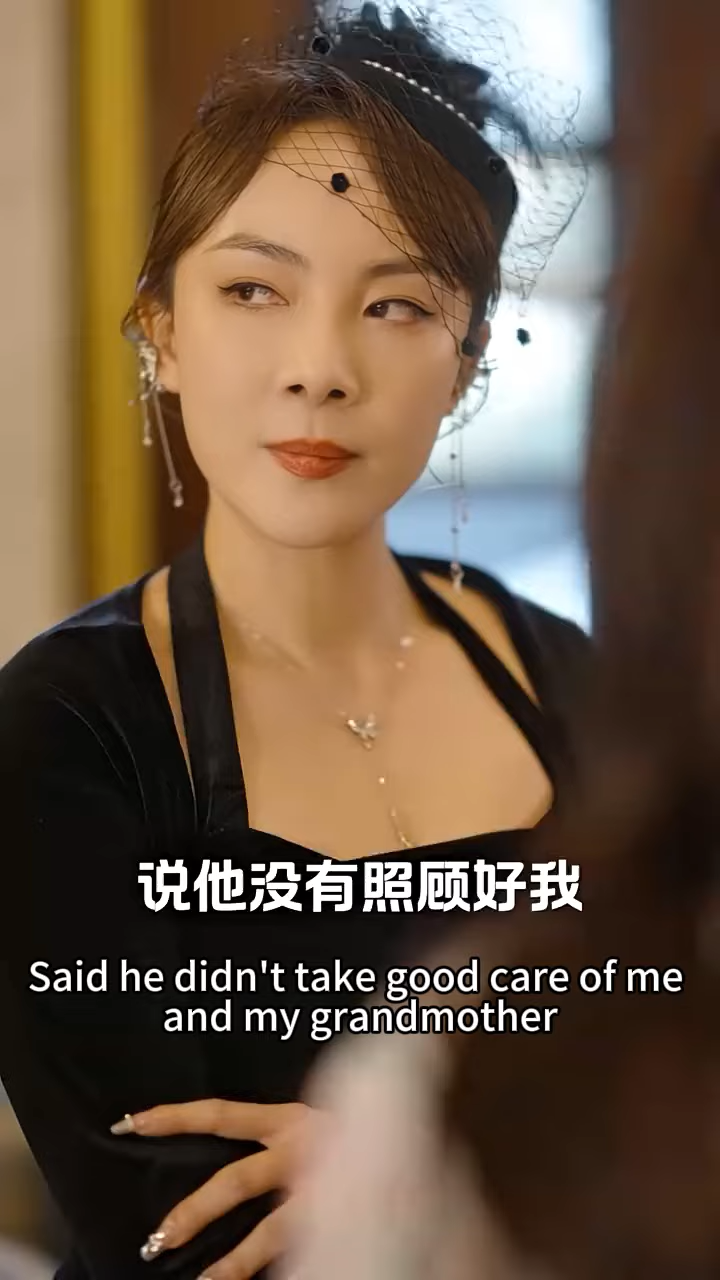 说他没有照顾好我
Said he didn't take good care of me
and my grandmother